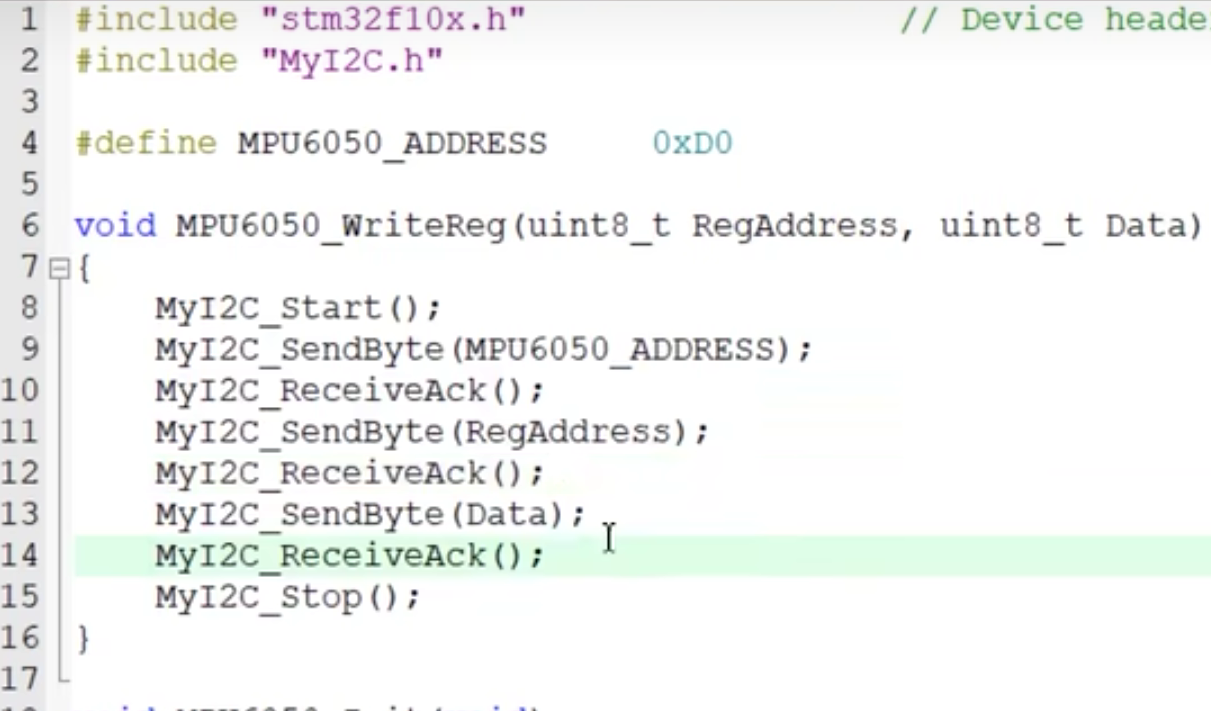 1 #include "stm32f10x.h" // Device heade
2 #include "MyI2C.h"
3
4 #define MPU6050_ADDRESS 0xD0
5
6 void MPU6050_WriteReg(uint8_t RegAddress, uint8_t Data)
7 {
8 MyI2C_Start();
9 MyI2C_SendByte(MPU6050_ADDRESS);
10 MyI2C_ReceiveAck();
11 MyI2C_SendByte(RegAddress);
12 MyI2C_ReceiveAck();
13 MyI2C_SendByte(Data);
14 MyI2C_ReceiveAck();
15 MyI2C_Stop();
16 }
17